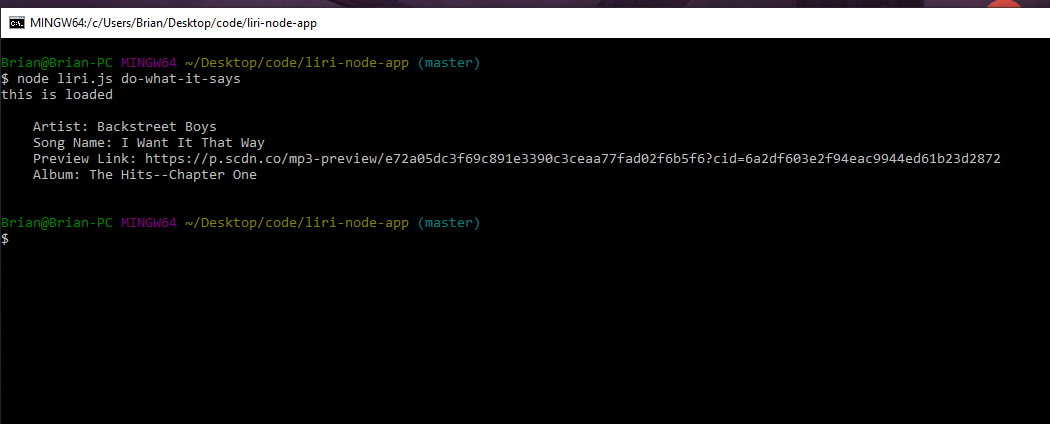 MINGW64:/c/Users/Brian/Desktop/code/liri-node-app
Brian@Brian-PC MINGW64 ~/Desktop/code/liri-node-app (master)
$ node liri.js do-what-it-says
this is loaded
Artist: Backstreet Boys
Song Name: I Want It That Way
Preview Link: https://p.scdn.co/mp3-preview/e72a05dc3f69c891e3390c3ceaa77fad02f6b5f6?cid=6a2df603e2f94eac9944ed61b23d2872
Album: The Hits--Chapter One
Brian@Brian-PC MINGW64 ~/Desktop/code/liri-node-app (master)
$